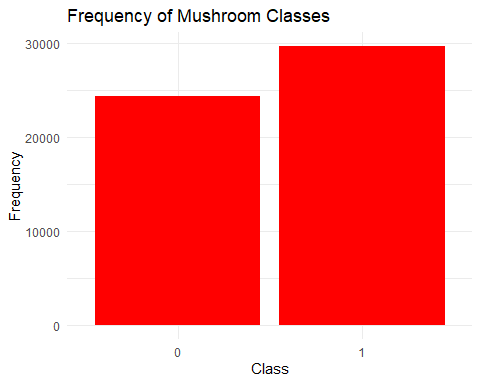 Frequency of Mushroom Classes
Frequency
30000
20000
10000
0
0 1
Class